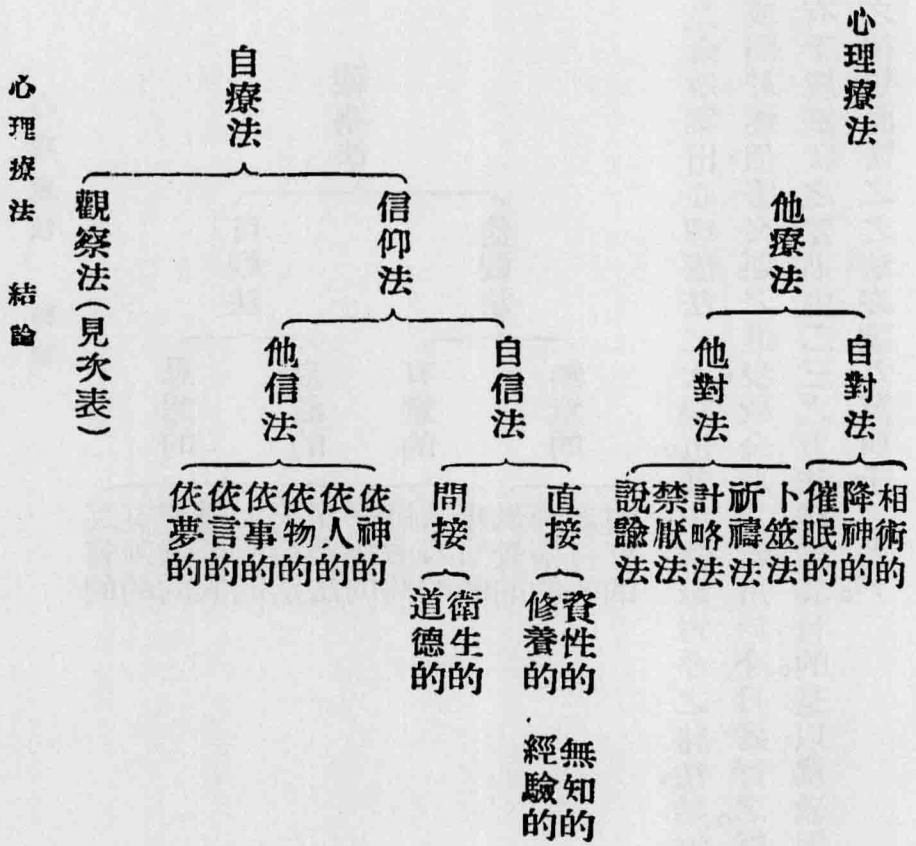 心理療法
他療法
自對法
相術的
降神的
催眠的
他對法
卜筮法
祈禱法
計略法
禁厭法
說諭法
自療法
信仰法
自信法
直接
資性的 無知的
修養的 經驗的
間接
衛生的
道德的
他信法
依神的
依人的
依物的
依事的
依言的
依夢的
觀察法(見次表)
心理療法 結論